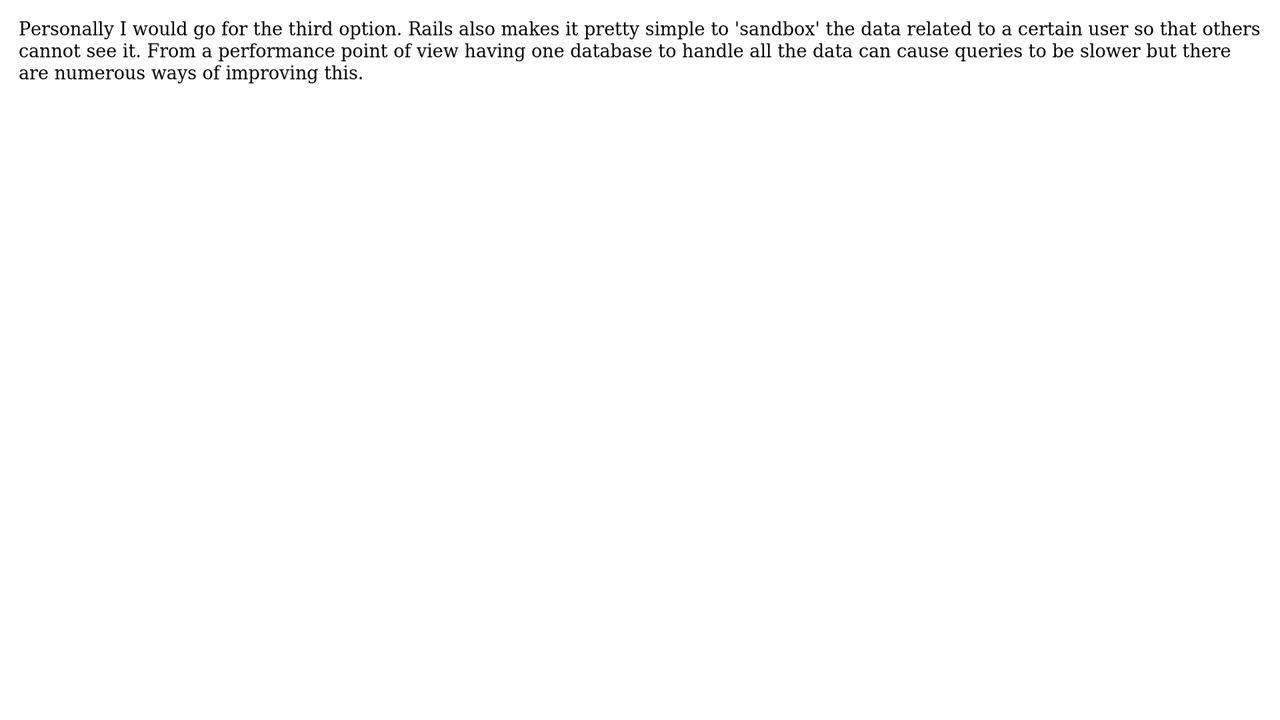 Personally I would go for the third option. Rails also makes it pretty simple to 'sandbox' the data related to a certain user so that others
cannot see it. From a performance point of view having one database to handle all the data can cause queries to be slower but there
are numerous ways of improving this.